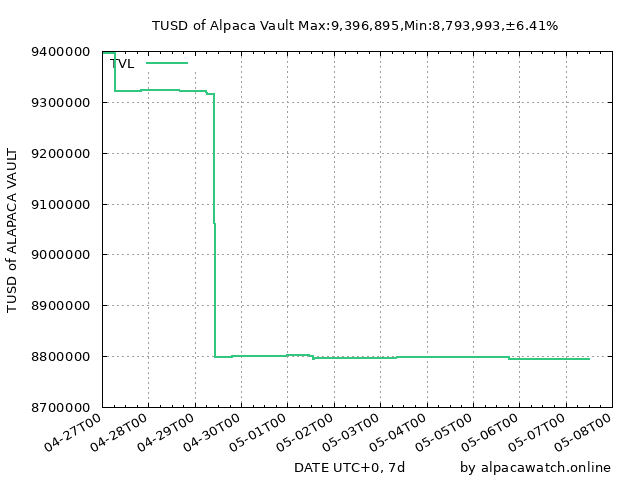 TUSD of Alpaca Vault Max:9,396,895,Min:8,793,993,±6.41%
TUSD of ALAPACA VAULT
9400000
9300000
9200000
9100000
9000000
8900000
8800000
8700000
TVL
04-27T00
04-28T00
04-29T00
04-30T00
05-01T00
05-02T00
05-03T00
05-04T00
05-05T00
05-06T00
05-07T00
05-08T00
DATE UTC+0, 7d
by alpacawatch.online